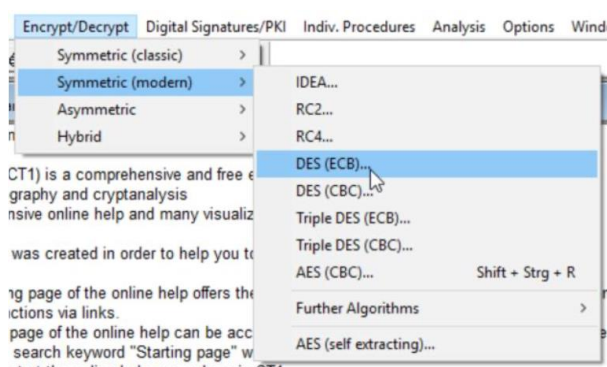 Encrypt/Decrypt Digital Signatures/PKI Indiv. Procedures Analysis Options
Symmetric (classic) >
Symmetric (modern) >
Asymmetric >
Hybrid >
IDEA...
RC2...
RC4...
DES (ECB)...
DES (CBC)...
Triple DES (ECB)...
Triple DES (CBC)...
AES (CBC)... Shift + Strg + R
Further Algorithms >
AES (self extracting)...
CT1) is a comprehensive and free
graphy and cryptanalysis
nsive online help and many
was created in order to help you
page of the online help offers the
ctions via links.
page of the online help can be
search keyword "Starting page"